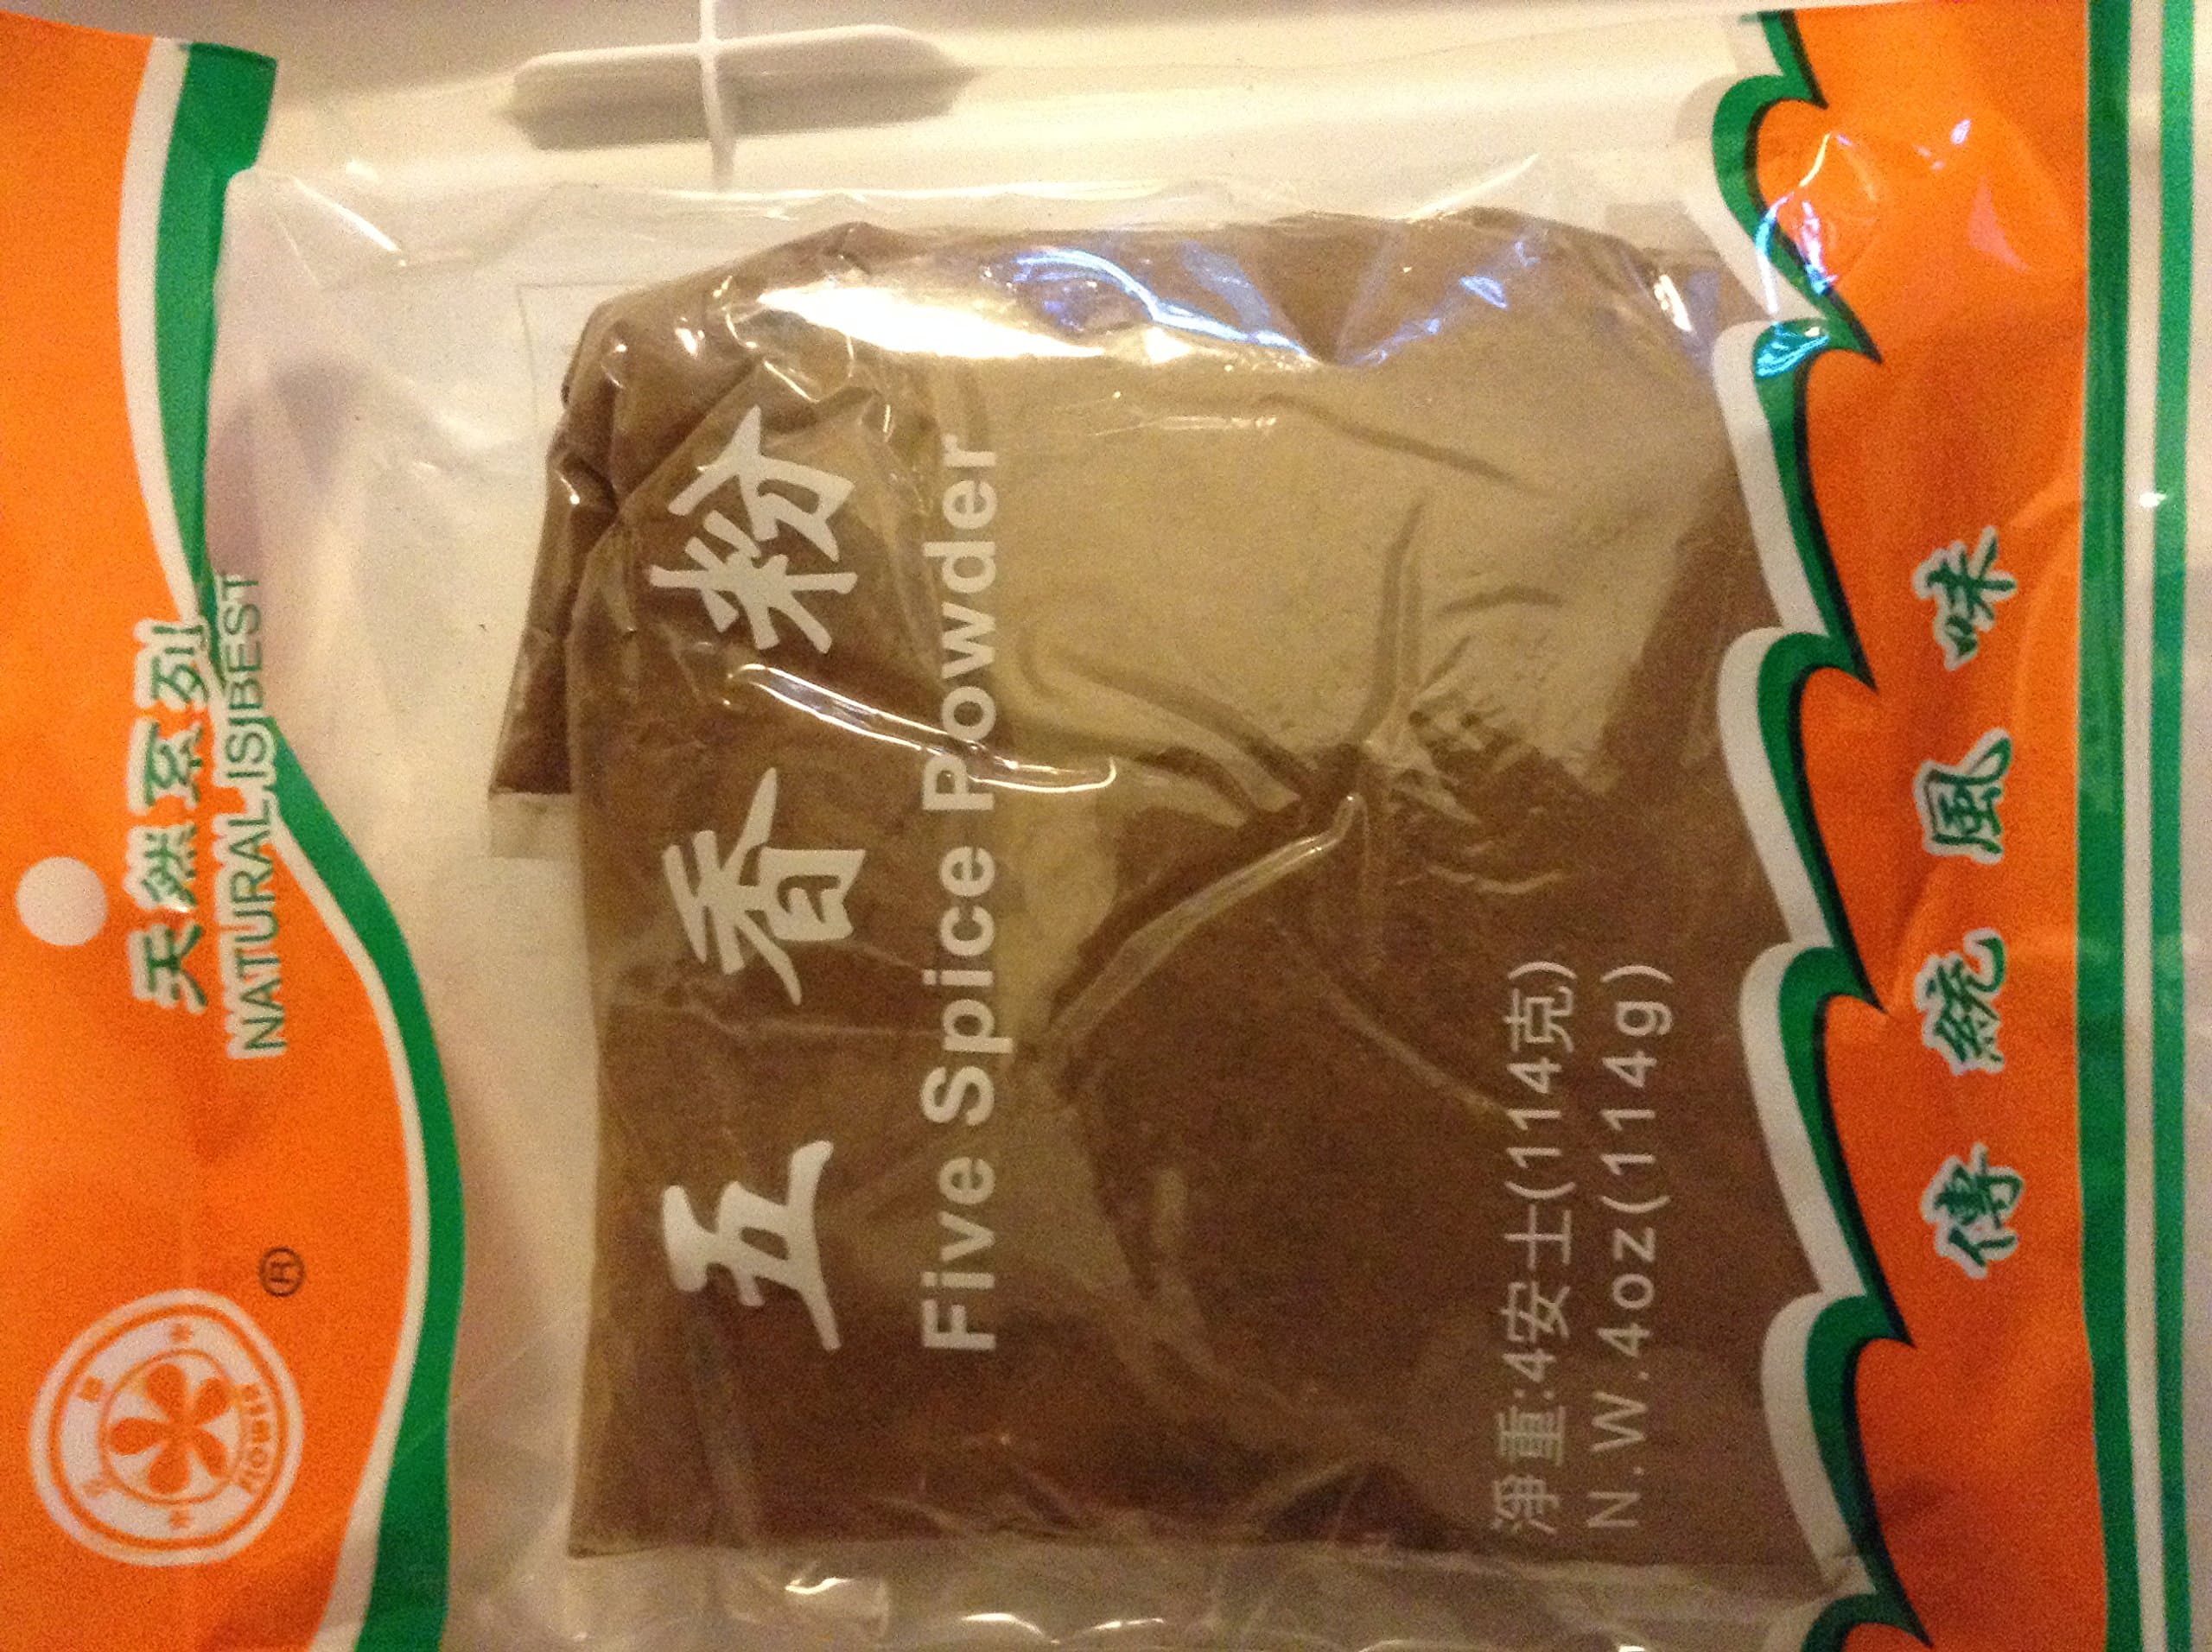 天然系列
NATURAL IS BEST
®
五香粉
Five Spice Powder
淨重:4安士(114克)
N.W.4oz(114g)
傳統風味